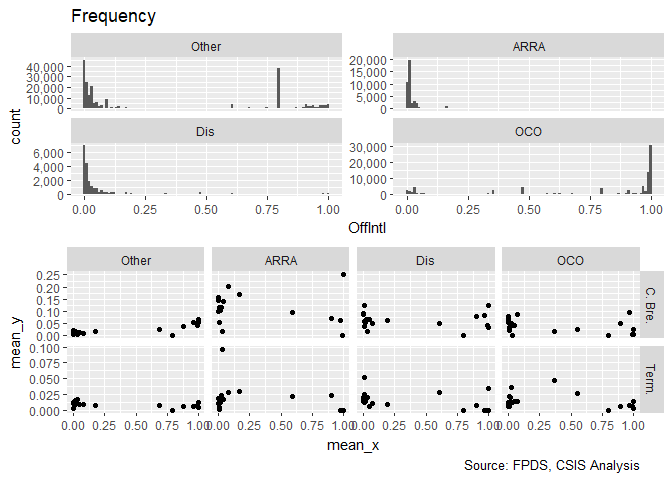 Frequency
Other
ARRA
40,000
30,000
20,000
10,000
0
20,000
15,000
10,000
5,000
0
count
Dis
OCO
6,000
4,000
2,000
0
30,000
20,000
10,000
0
0.00 0.25 0.50 0.75 1.00
0.00 0.25 0.50 0.75 1.00
OffIntl
Other
ARRA
Dis
OCO
0.25
0.20
0.15
0.10
0.05
0.00
C. Bre.
mean_y
0.100
0.075
0.050
0.025
0.000
Term.
0.00 0.25 0.50 0.75 1.00
0.00 0.25 0.50 0.75 1.00
0.00 0.25 0.50 0.75 1.00
0.00 0.25 0.50 0.75 1.00
mean_x
Source: FPDS, CSIS Analysis